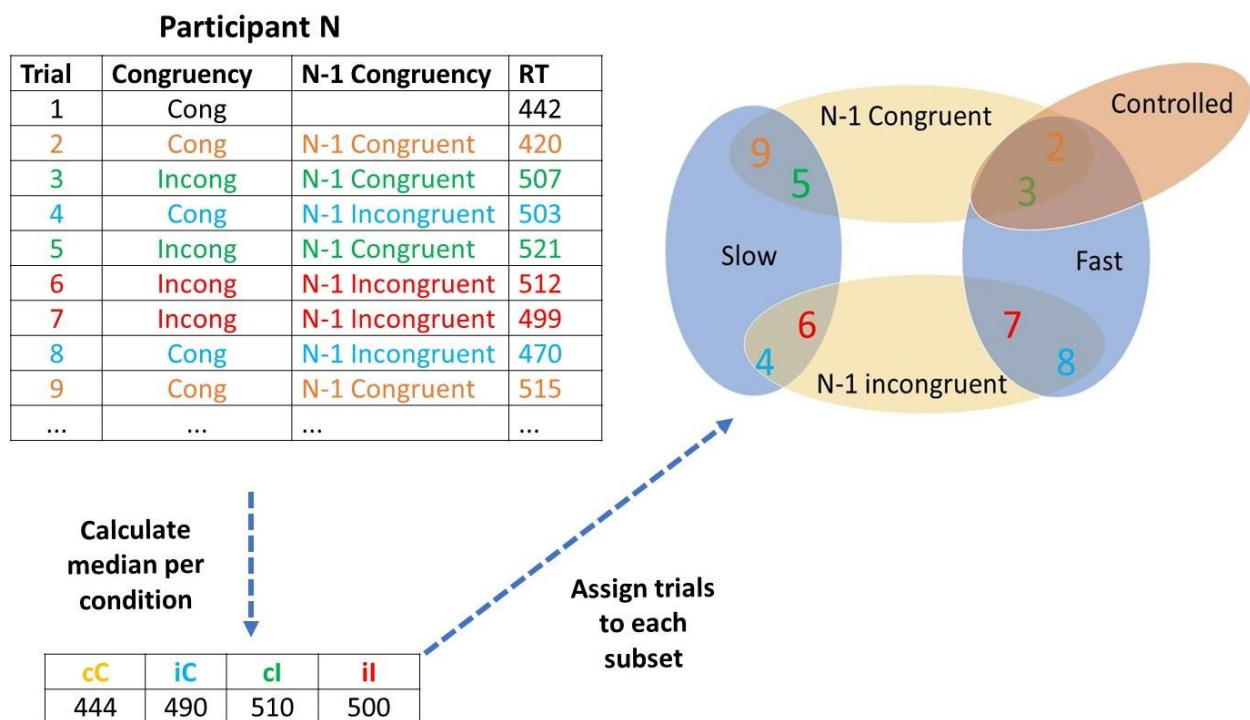 Participant N
Trial Congruency N-1 Congruency RT
1 Cong 442
2 Cong N-1 Congruent 420
3 Incong N-1 Congruent 507
4 Cong N-1 Incongruent 503
5 Incong N-1 Congruent 521
6 Incong N-1 Incongruent 512
7 Incong N-1 Incongruent 499
8 Cong N-1 Incongruent 470
9 Cong N-1 Congruent 515
... ... ... ...
Calculate
median per
condition
cC iC cI iI
444 490 510 500
Assign trials
to each
subset
Controlled
N-1 Congruent
9 2
5 3
Slow Fast
6 7
4 8
N-1 incongruent